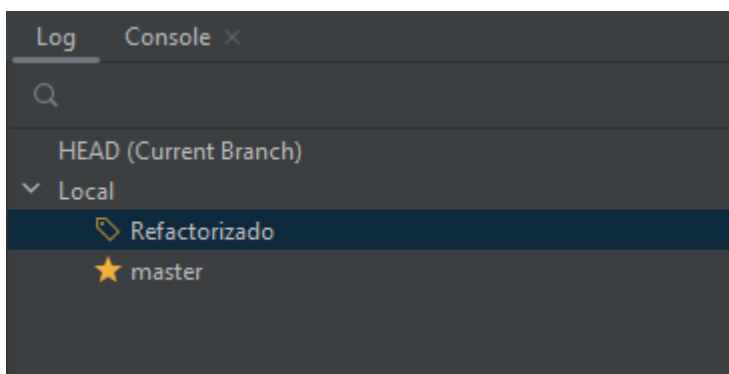 Log Console
HEAD (Current Branch)
Local
Refactorizado
master